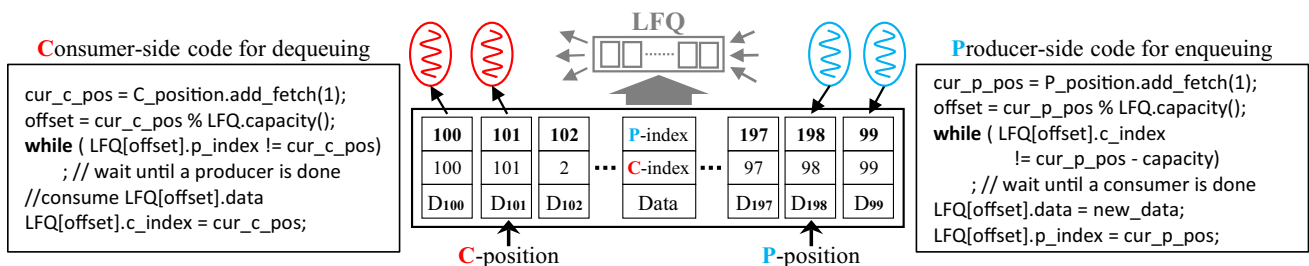 LFQ
Consumer-side code for dequeuing
cur_c_pos = C_position.add_fetch(1);
offset = cur_c_pos % LFQ.capacity();
while ( LFQ[offset].p_index != cur_c_pos)
; // wait until a producer is done
//consume LFQ[offset].data
LFQ[offset].c_index = cur_c_pos;
100 101 102 P-index 197 198 99
100 101 2 ... C-index ... 97 98 99
D100 D101 D102 Data D197 D198 D99
C-position P-position
Producer-side code for enqueuing
cur_p_pos = P_position.add_fetch(1);
offset = cur_p_pos % LFQ.capacity();
while ( LFQ[offset].c_index
!= cur_p_pos - capacity)
; // wait until a consumer is done
LFQ[offset].data = new_data;
LFQ[offset].p_index = cur_p_pos;